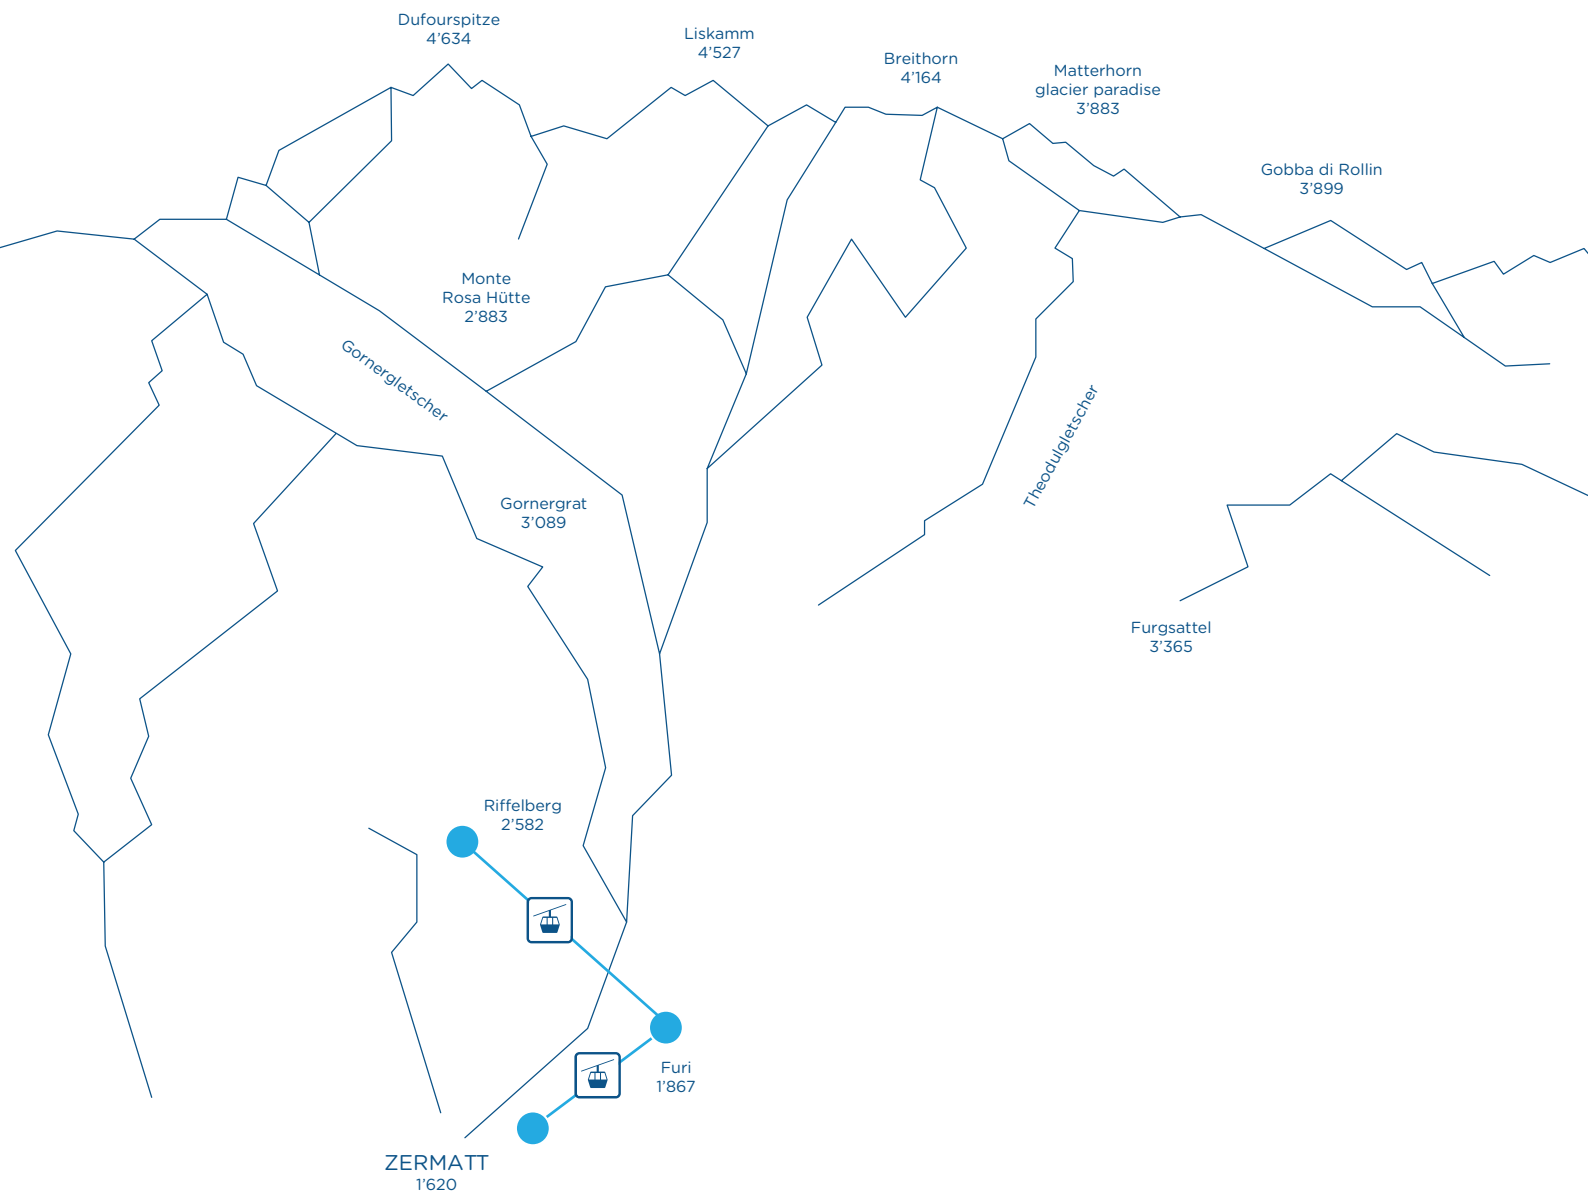 Dufourspitze
4’634
Liskamm
4’527
Breithorn
4’164
Matterhorn
glacier paradise
3’883
Gobba di Rollin
3’899
Monte
Rosa Hütte
2’883
Gornergletscher
Theodulgletscher
Gornergrat
3’089
Furgsattel
3’365
Riffelberg
2’582
Furi
1’867
ZERMATT
1’620